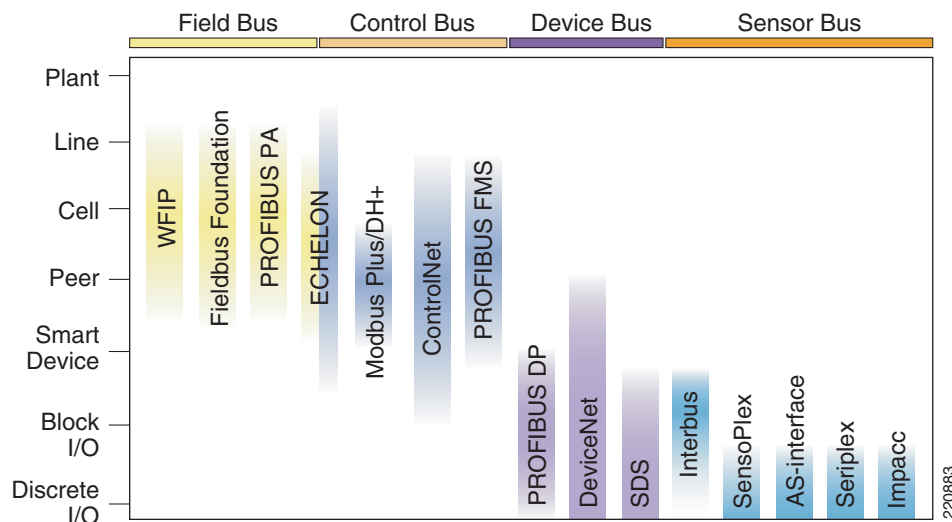 Field Bus
Control Bus
Device Bus
Sensor Bus
Plant
Line
Cell
Peer
Smart
Device
Block
I/O
Discrete
I/O
WFIP
Fieldbus Foundation
PROFIBUS PA
ECHELON
Modbus Plus/DH+
ControlNet
PROFIBUS FMS
PROFIBUS DP
DeviceNet
SDS
Interbus
SensoPlex
AS-interface
Seriplex
Impacc
220883